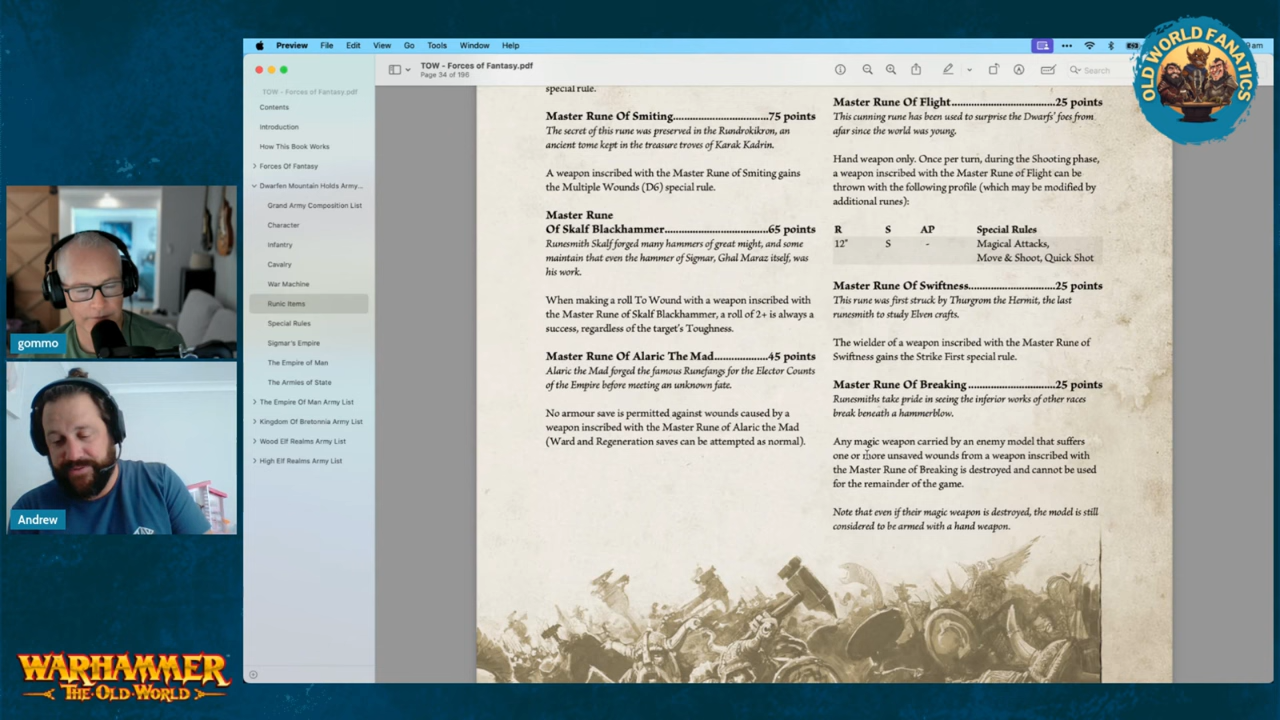 Preview File Edit View Go Tools Window Help
TOW - Forces of Fantasy.pdf
Page 34 of 196
Search
OLD WORLD FANATICS
TOW - Forces of Fantasy.pdf
Contents
Introduction
How This Book Works
Forces Of Fantasy
Dwarfen Mountain Holds Army...
Grand Army Composition List
Character
Infantry
Cavalry
War Machine
Runic Items
Special Rules
Sigmar's Empire
The Empire of Man
The Armies of State
The Empire Of Man Army List
Kingdom Of Bretonnia Army List
Wood Elf Realms Army List
High Elf Realms Army List
special rule.
Master Rune Of Smiting..................75 points
The secret of this rune was preserved in the Rundrokikron, an
ancient tome kept in the treasure troves of Karak Kadrin.
A weapon inscribed with the Master Rune of Smiting gains
the Multiple Wounds (D6) special rule.
Master Rune
Of Skalf Blackhammer...................65 points
Runesmith Skalf forged many hammers of great might, and some
maintain that even the hammer of Sigmar, Ghal Maraz itself, was
his work.
When making a roll To Wound with a weapon inscribed with
the Master Rune of Skalf Blackhammer, a roll of 2+ is always a
success, regardless of the target's Toughness.
Master Rune Of Alaric The Mad..........45 points
Alaric the Mad forged the famous Runefangs for the Elector Counts
of the Empire before meeting an unknown fate.
No armour save is permitted against wounds caused by a
weapon inscribed with the Master Rune of Alaric the Mad
(Ward and Regeneration saves can be attempted as normal).
Master Rune Of Flight....................25 points
This cunning rune has been used to surprise the Dwarfs' foes from
afar since the world was young.
Hand weapon only. Once per turn, during the Shooting phase,
a weapon inscribed with the Master Rune of Flight can be
thrown with the following profile (which may be modified by
additional runes):
R S AP Special Rules
12" S - Magical Attacks,
Move & Shoot, Quick Shot
Master Rune Of Swiftness.................25 points
This rune was first struck by Thurgrom the Hermit, the last
runesmith to study Elven crafts.
The wielder of a weapon inscribed with the Master Rune of
Swiftness gains the Strike First special rule.
Master Rune Of Breaking..................25 points
Runesmiths take pride in seeing the inferior works of other races
break beneath a hammerblow.
Any magic weapon carried by an enemy model that suffers
one or more unsaved wounds from a weapon inscribed with
the Master Rune of Breaking is destroyed and cannot be used
for the remainder of the game.
Note that even if their magic weapon is destroyed, the model is still
considered to be armed with a hand weapon.
gommo
Andrew
WARHAMMER
THE OLD WORLD